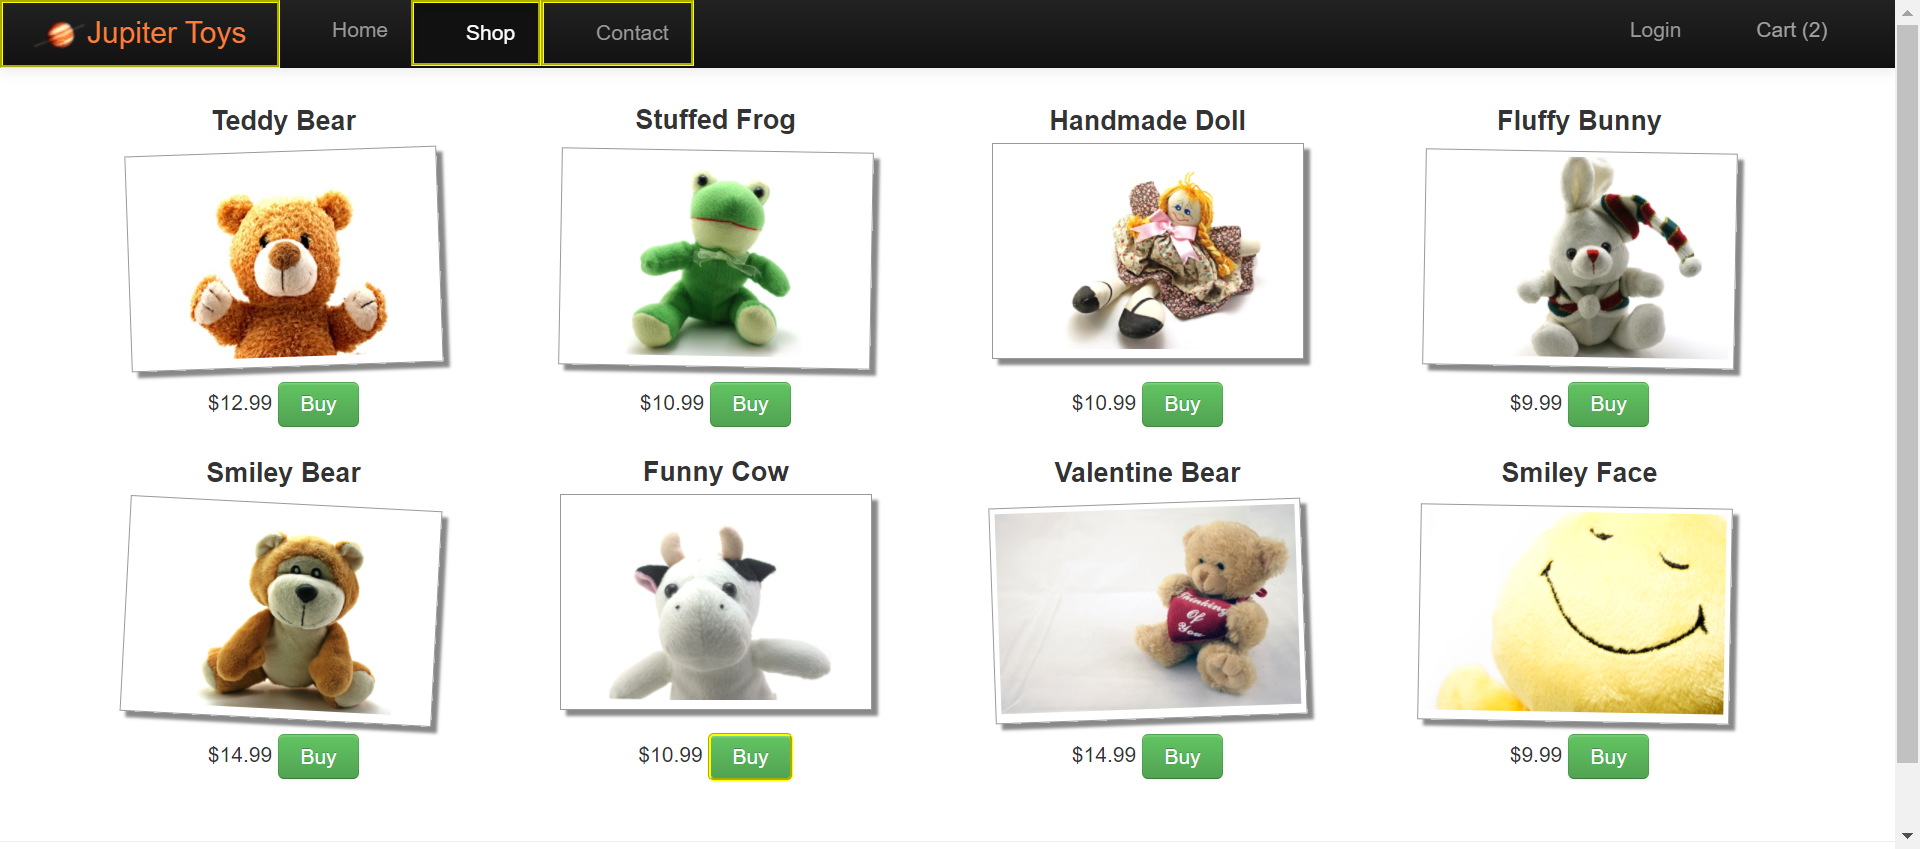 Jupiter Toys Home Shop Contact Login Cart (2)
Teddy Bear Stuffed Frog Handmade Doll Fluffy Bunny
$12.99 Buy $10.99 Buy $10.99 Buy $9.99 Buy
Smiley Bear Funny Cow Valentine Bear Smiley Face
Thinking
Of
You
$14.99 Buy $10.99 Buy $14.99 Buy $9.99 Buy